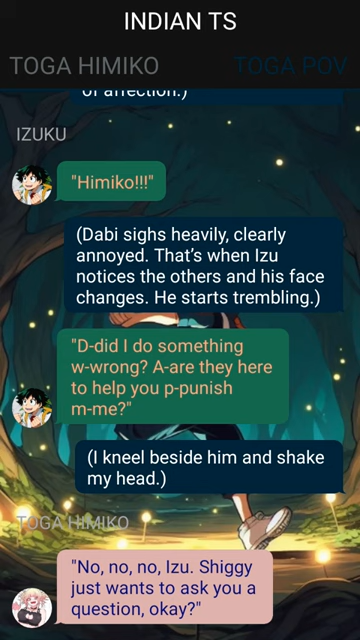 INDIAN TS
TOGA HIMIKO
TOGA POV
of affection.)
IZUKU
"Himiko!!!"
(Dabi sighs heavily, clearly
annoyed. That's when Izu
notices the others and his face
changes. He starts trembling.)
"D-did I do something
w-wrong? A-are they here
to help you p-punish
m-me?"
(I kneel beside him and shake
my head.)
TOGA HIMIKO
"No, no, no, Izu. Shiggy
just wants to ask you a
question, okay?"